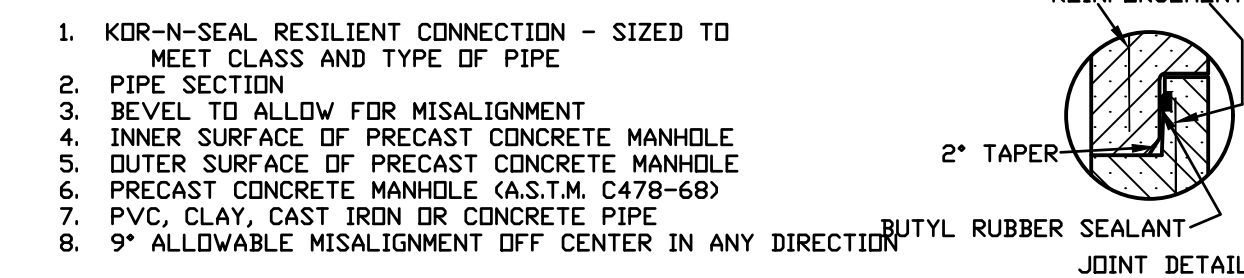 1. KOR-N-SEAL RESILIENT CONNECTION - SIZED TO
MEET CLASS AND TYPE OF PIPE
2. PIPE SECTION
3. BEVEL TO ALLOW FOR MISALIGNMENT
4. INNER SURFACE OF PRECAST CONCRETE MANHOLE
5. OUTER SURFACE OF PRECAST CONCRETE MANHOLE
6. PRECAST CONCRETE MANHOLE (A.S.T.M. C478-68)
7. PVC, CLAY, CAST IRON OR CONCRETE PIPE
8. 9° ALLOWABLE MISALIGNMENT OFF CENTER IN ANY DIRECTION
2° TAPER
BUTYL RUBBER SEALANT
JOINT DETAIL